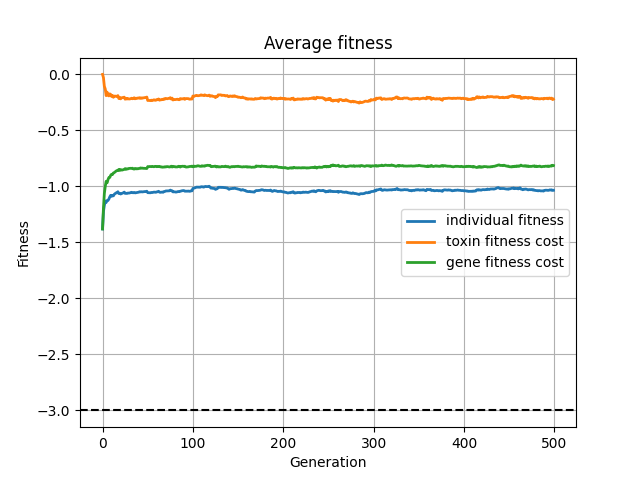 Average fitness
0.0
−0.5
−1.0
−1.5
−2.0
−2.5
−3.0
Fitness
individual fitness
toxin fitness cost
gene fitness cost
0 100 200 300 400 500
Generation